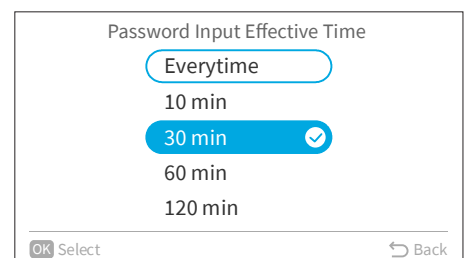 Password Input Effective Time
Everytime
10 min
30 min
60 min
120 min
OK Select
Back